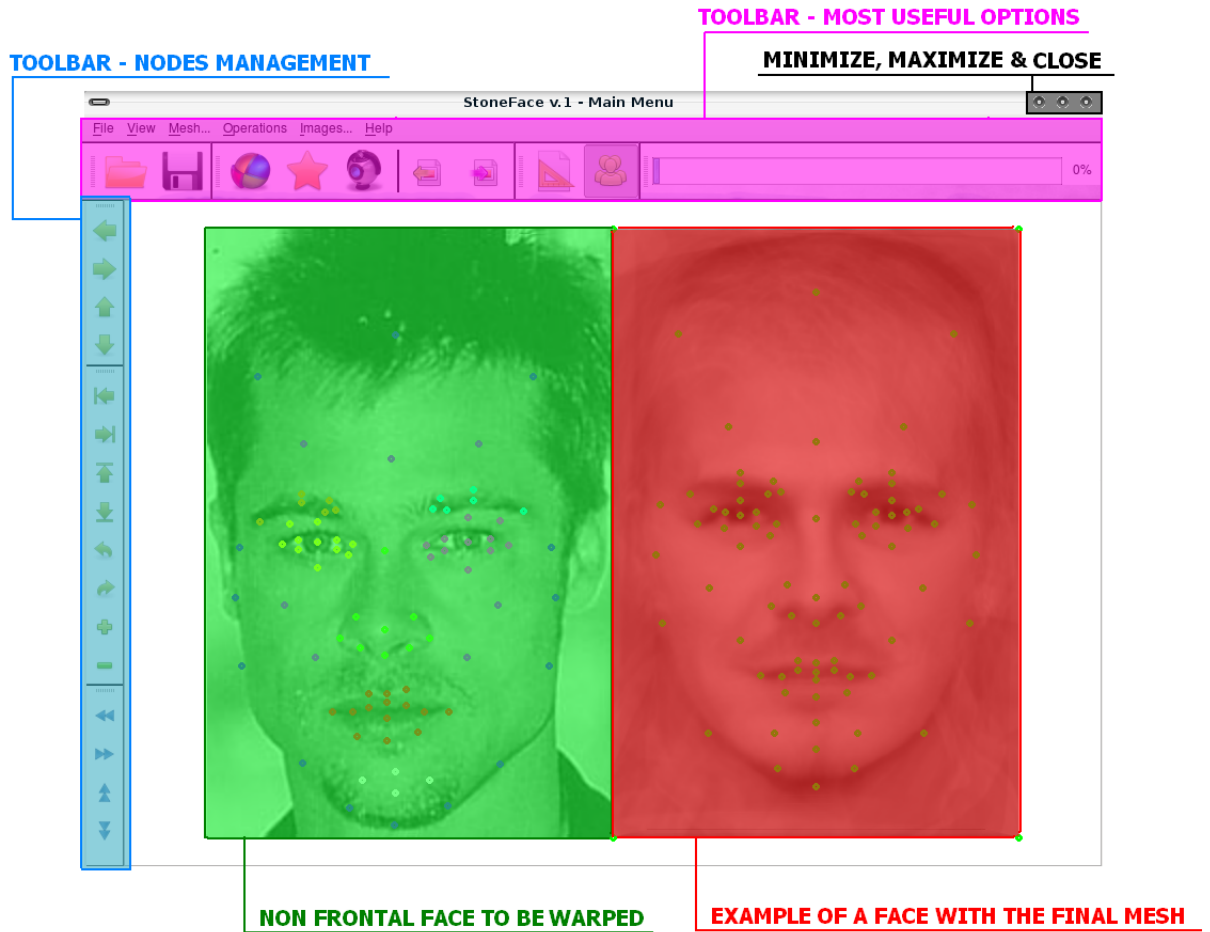 TOOLBAR - MOST USEFUL OPTIONS
TOOLBAR - NODES MANAGEMENT
MINIMIZE, MAXIMIZE & CLOSE
StoneFace v.1 - Main Menu
File View Mesh... Operations Images... Help
0%
NON FRONTAL FACE TO BE WARPED
EXAMPLE OF A FACE WITH THE FINAL MESH